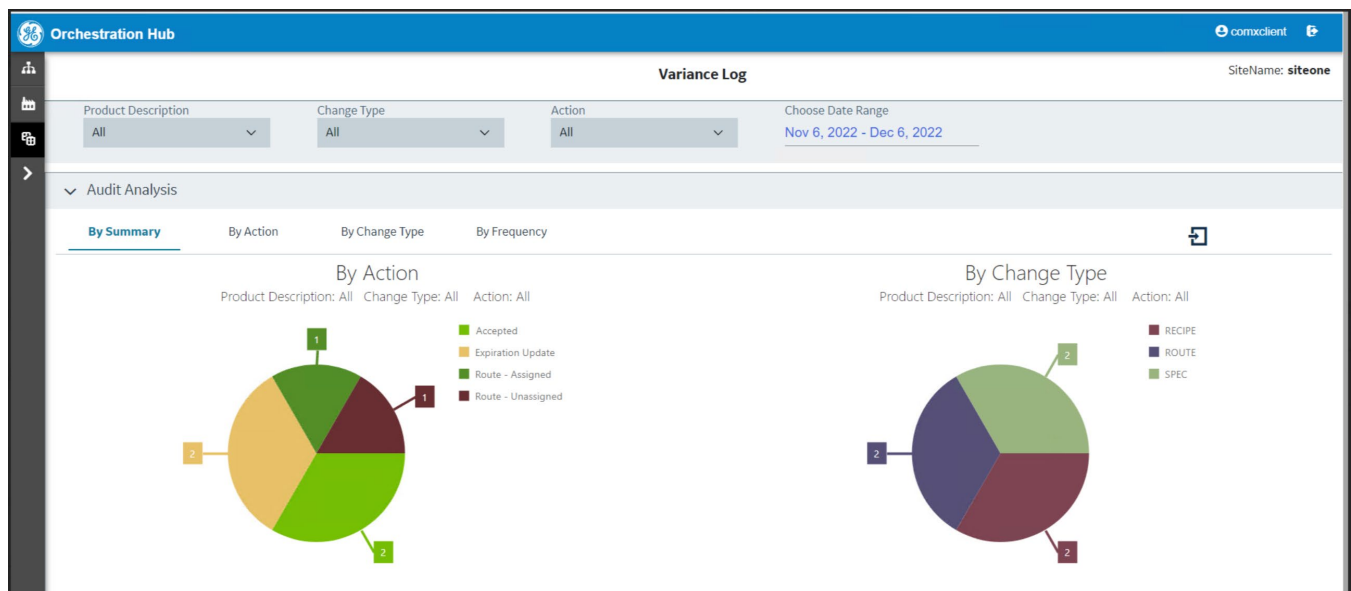 Orchestration Hub
comxclient
Variance Log
SiteName: siteone
Product Description
Change Type
Action
Choose Date Range
All
All
All
Nov 6, 2022 - Dec 6, 2022
Audit Analysis
By Summary
By Action
By Change Type
By Frequency
By Action
Product Description: All Change Type: All Action: All
Accepted
Expiration Update
Route - Assigned
Route - Unassigned
1
1
2
2
By Change Type
Product Description: All Change Type: All Action: All
RECIPE
ROUTE
SPEC
2
2
2